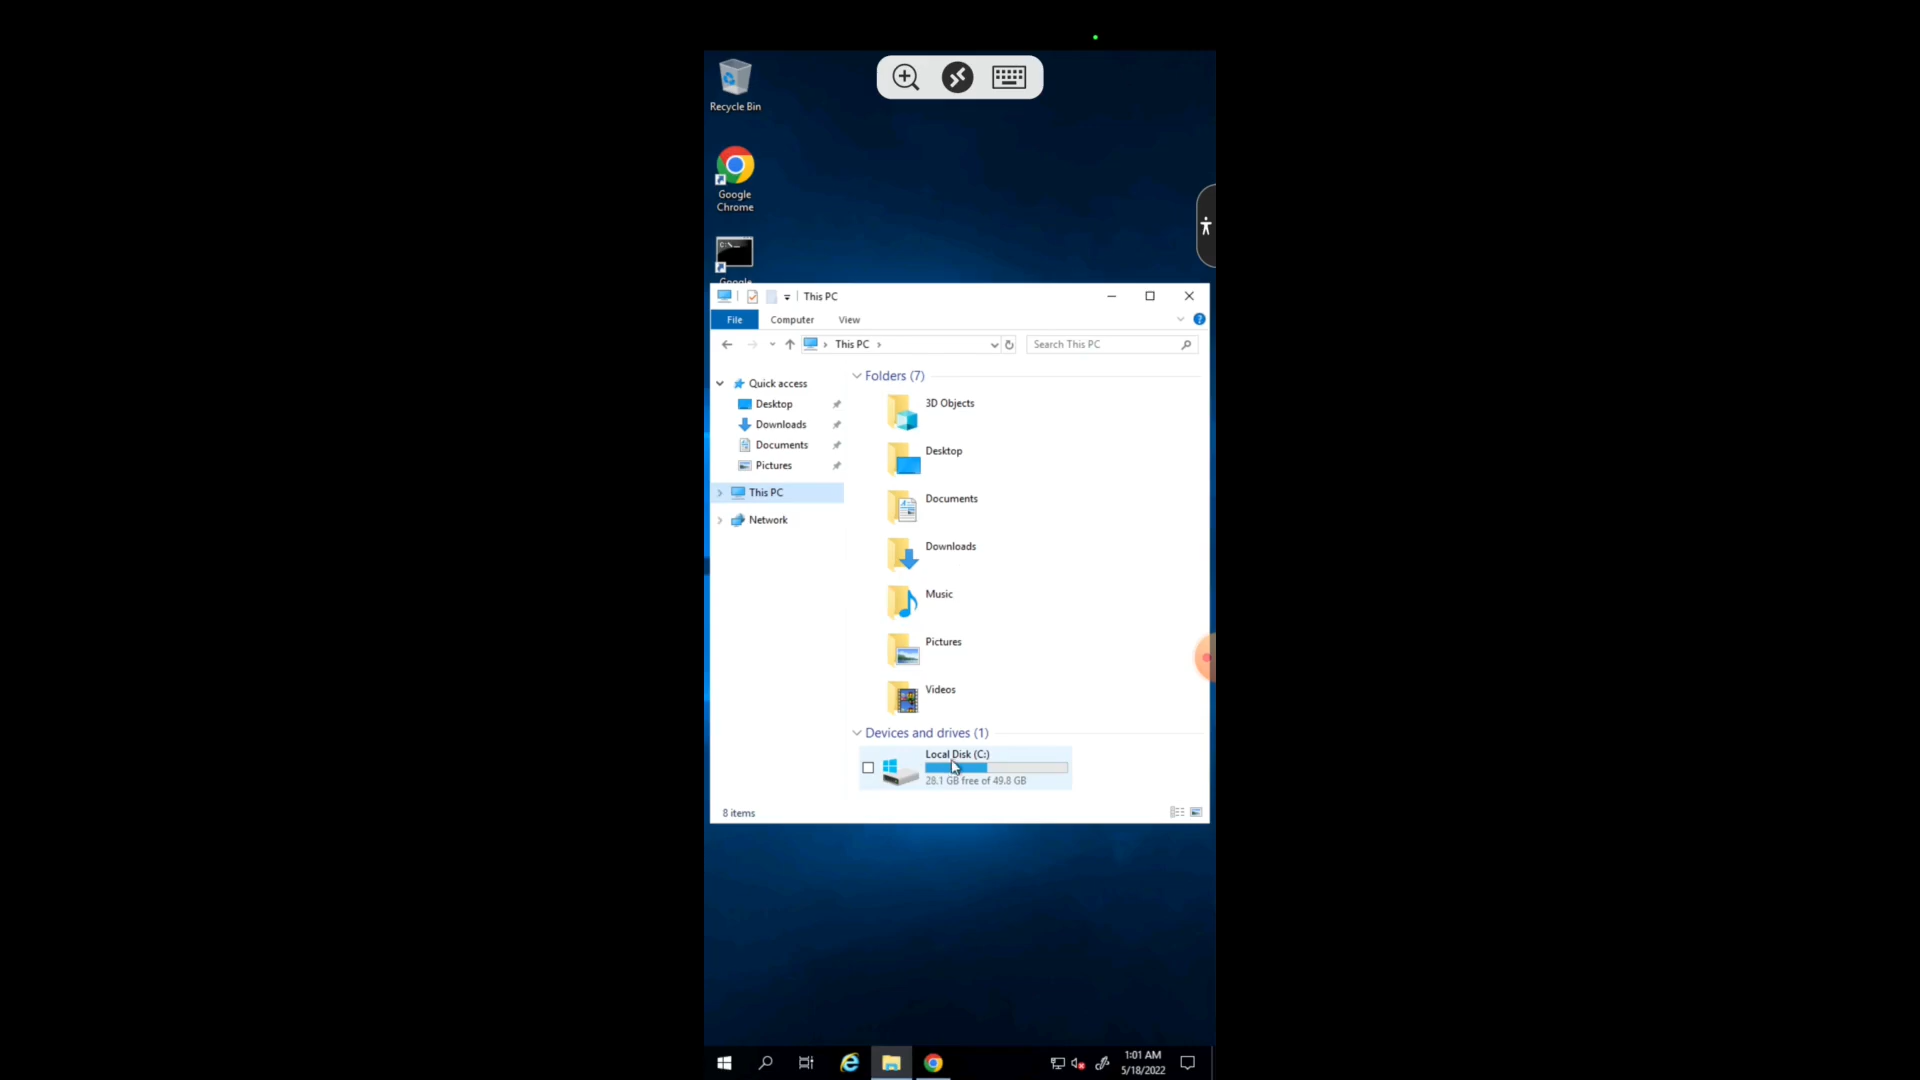 Recycle Bin
Google
Chrome
C:\_
Google
This PC
File
Computer
View
This PC
Search This PC
Quick access
Desktop
Downloads
Documents
Pictures
This PC
Network
Folders (7)
3D Objects
Desktop
Documents
Downloads
Music
Pictures
Videos
Devices and drives (1)
Local Disk (C:)
28.1 GB free of 49.8 GB
8 items
1:01 AM
5/18/2022